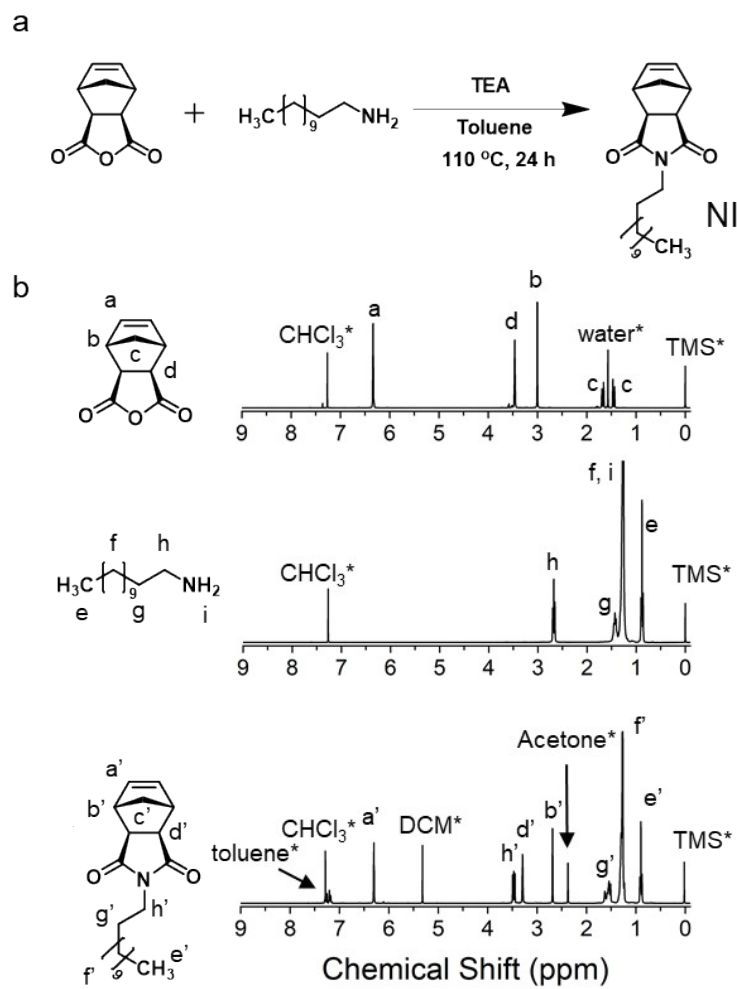 a
O O O
+
H₃C 9 NH₂
TEA
Toluene
110 °C, 24 h
O N O
9 CH₃
NI
b
a
b
c
d
O O O
CHCl₃*
a
d
b
water*
c c
TMS*
9 8 7 6 5 4 3 2 1 0
f h
H₃C 9 NH₂
e g i
CHCl₃*
h
g
f, i
e
TMS*
9 8 7 6 5 4 3 2 1 0
a'
b'
c'
d'
O N O
g' h'
f' 9 CH₃ e'
toluene*
CHCl₃*
a'
DCM*
h'
d'
b'
Acetone*
g'
f'
e'
TMS*
9 8 7 6 5 4 3 2 1 0
Chemical Shift (ppm)